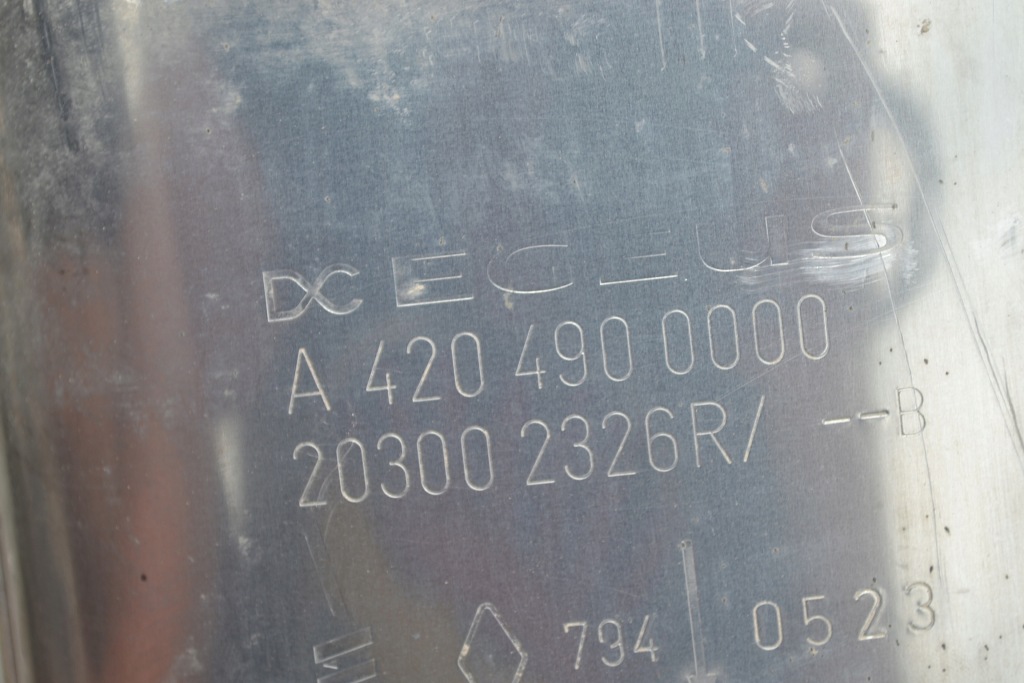 DC EGEUS
A 420 490 0000
20300 2326R/ --B
794 0523